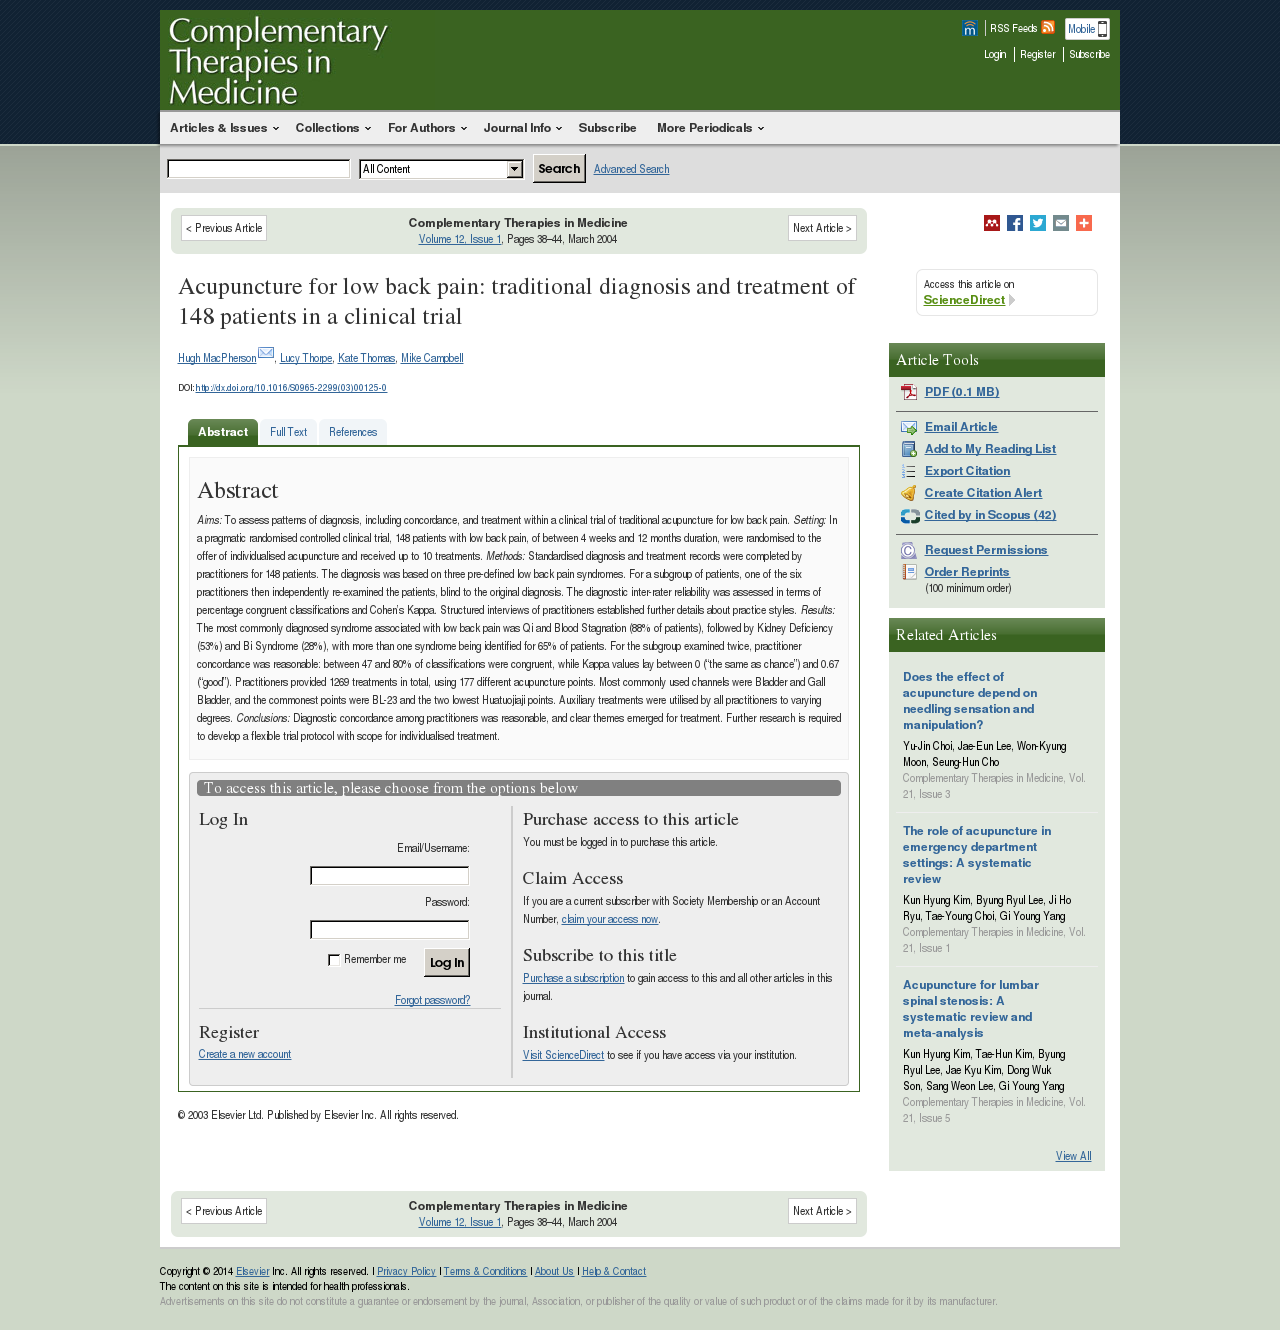 Complementary
Therapies in
Medicine
RSS Feeds
Mobile
Login
Register
Subscribe
Articles & Issues
Collections
For Authors
Journal Info
Subscribe
More Periodicals
All Content
Search
Advanced Search
< Previous Article
Complementary Therapies in Medicine
Volume 12, Issue 1, Pages 38–44, March 2004
Next Article >
Acupuncture for low back pain: traditional diagnosis and treatment of
148 patients in a clinical trial
Hugh MacPherson, Lucy Thorpe, Kate Thomas, Mike Campbell
DOI: http://dx.doi.org/10.1016/S0965-2299(03)00125-0
Abstract
Full Text
References
Abstract
Aims: To assess patterns of diagnosis, including concordance, and treatment within a clinical trial of traditional acupuncture for low back pain. Setting: In
a pragmatic randomised controlled clinical trial, 148 patients with low back pain, of between 4 weeks and 12 months duration, were randomised to the
offer of individualised acupuncture and received up to 10 treatments. Methods: Standardised diagnosis and treatment records were completed by
practitioners for 148 patients. The diagnosis was based on three pre-defined low back pain syndromes. For a subgroup of patients, one of the six
practitioners then independently re-examined the patients, blind to the original diagnosis. The diagnostic inter-rater reliability was assessed in terms of
percentage congruent classifications and Cohen's Kappa. Structured interviews of practitioners established further details about practice styles. Results:
The most commonly diagnosed syndrome associated with low back pain was Qi and Blood Stagnation (88% of patients), followed by Kidney Deficiency
(53%) and Bi Syndrome (28%), with more than one syndrome being identified for 65% of patients. For the subgroup examined twice, practitioner
concordance was reasonable: between 47 and 80% of classifications were congruent, while Kappa values lay between 0 (“the same as chance”) and 0.67
(“good”). Practitioners provided 1269 treatments in total, using 177 different acupuncture points. Most commonly used channels were Bladder and Gall
Bladder, and the commonest points were BL-23 and the two lowest Huatuojiaji points. Auxiliary treatments were utilised by all practitioners to varying
degrees. Conclusions: Diagnostic concordance among practitioners was reasonable, and clear themes emerged for treatment. Further research is required
to develop a flexible trial protocol with scope for individualised treatment.
To access this article, please choose from the options below
Log In
Email/Username:
Password:
Remember me
Log In
Forgot password?
Register
Create a new account
Purchase access to this article
You must be logged in to purchase this article.
Claim Access
If you are a current subscriber with Society Membership or an Account
Number, claim your access now.
Subscribe to this title
Purchase a subscription to gain access to this and all other articles in this
journal.
Institutional Access
Visit ScienceDirect to see if you have access via your institution.
© 2003 Elsevier Ltd. Published by Elsevier Inc. All rights reserved.
< Previous Article
Complementary Therapies in Medicine
Volume 12, Issue 1, Pages 38–44, March 2004
Next Article >
Access this article on
ScienceDirect
Article Tools
PDF (0.1 MB)
Email Article
Add to My Reading List
Export Citation
Create Citation Alert
Cited by in Scopus (42)
Request Permissions
Order Reprints
(100 minimum order)
Related Articles
Does the effect of
acupuncture depend on
needling sensation and
manipulation?
Yu-Jin Choi, Jae-Eun Lee, Won-Kyung
Moon, Seung-Hun Cho
Complementary Therapies in Medicine, Vol.
21, Issue 3
The role of acupuncture in
emergency department
settings: A systematic
review
Kun Hyung Kim, Byung Ryul Lee, Ji Ho
Ryu, Tae-Young Choi, Gi Young Yang
Complementary Therapies in Medicine, Vol.
21, Issue 1
Acupuncture for lumbar
spinal stenosis: A
systematic review and
meta-analysis
Kun Hyung Kim, Tae-Hun Kim, Byung
Ryul Lee, Jae Kyu Kim, Dong Wuk
Son, Sang Weon Lee, Gi Young Yang
Complementary Therapies in Medicine, Vol.
21, Issue 5
View All
Copyright © 2014 Elsevier Inc. All rights reserved. | Privacy Policy | Terms & Conditions | About Us | Help & Contact
The content on this site is intended for health professionals.
Advertisements on this site do not constitute a guarantee or endorsement by the journal, Association, or publisher of the quality or value of such product or of the claims made for it by its manufacturer.